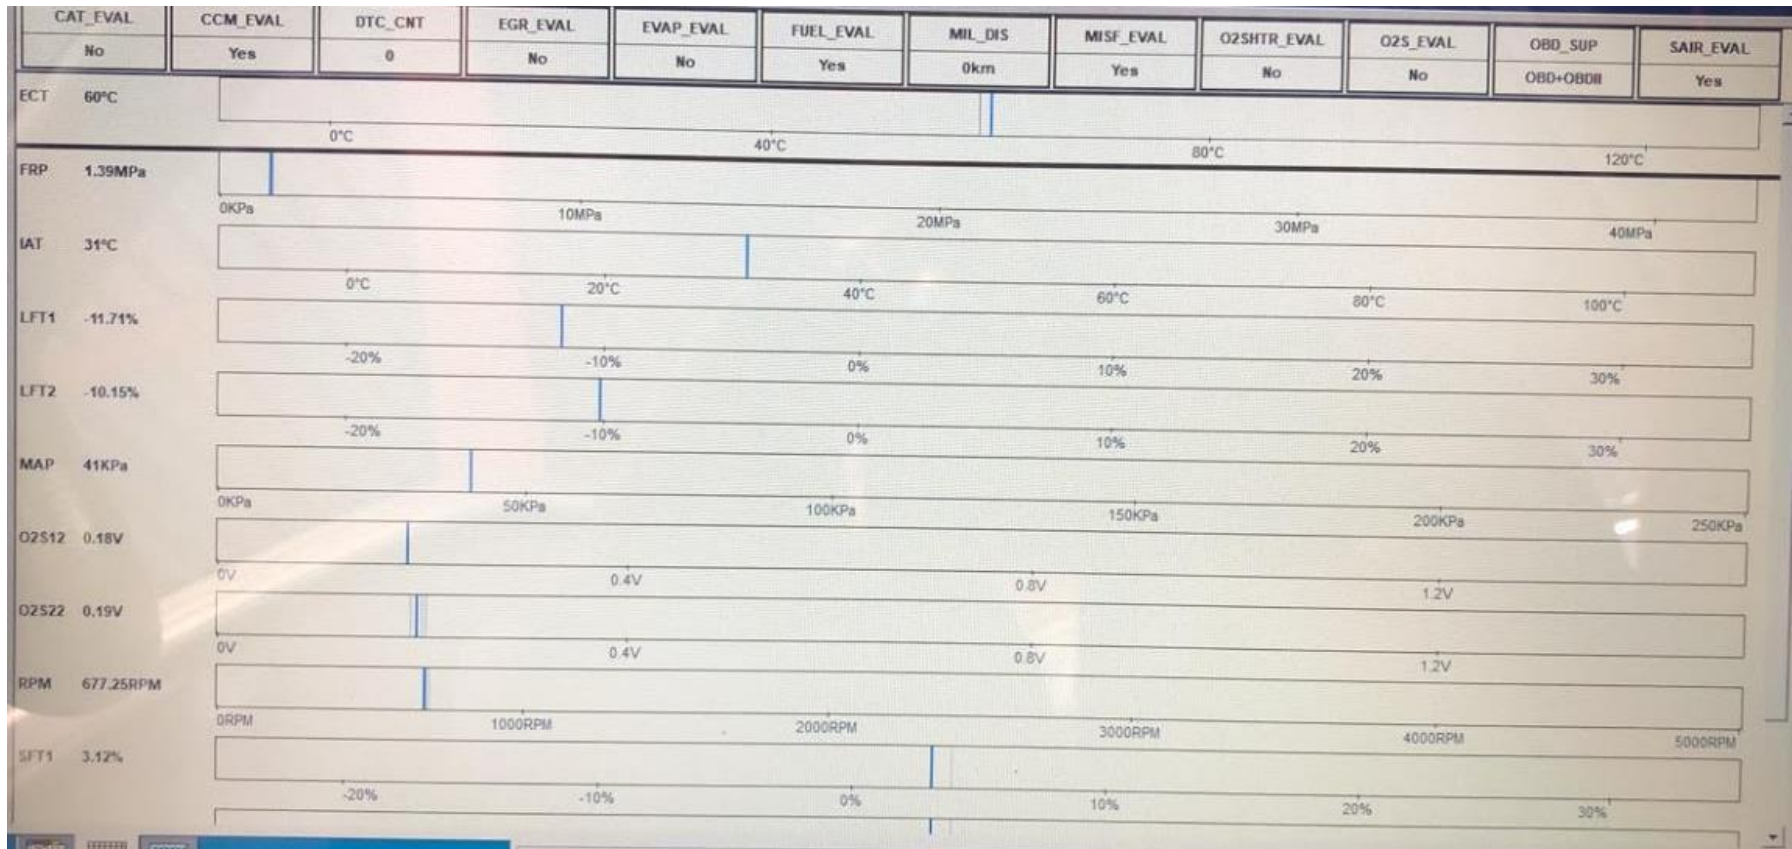 CAT_EVAL CCM_EVAL DTC_CNT EGR_EVAL EVAP_EVAL FUEL_EVAL MIL_DIS MISF_EVAL O2SHTR_EVAL O2S_EVAL OBD_SUP SAIR_EVAL
No Yes 0 No No Yes 0km Yes No No OBD+OBDII Yes
ECT 60°C
0°C 40°C 80°C 120°C
FRP 1.39MPa
0KPa 10MPa 20MPa 30MPa 40MPa
IAT 31°C
0°C 20°C 40°C 60°C 80°C 100°C
LFT1 -11.71%
-20% -10% 0% 10% 20% 30%
LFT2 -10.15%
-20% -10% 0% 10% 20% 30%
MAP 41KPa
0KPa 50KPa 100KPa 150KPa 200KPa 250KPa
O2S12 0.18V
0V 0.4V 0.8V 1.2V
O2S22 0.19V
0V 0.4V 0.8V 1.2V
RPM 677.25RPM
0RPM 1000RPM 2000RPM 3000RPM 4000RPM 5000RPM
SFT1 3.12%
-20% -10% 0% 10% 20% 30%